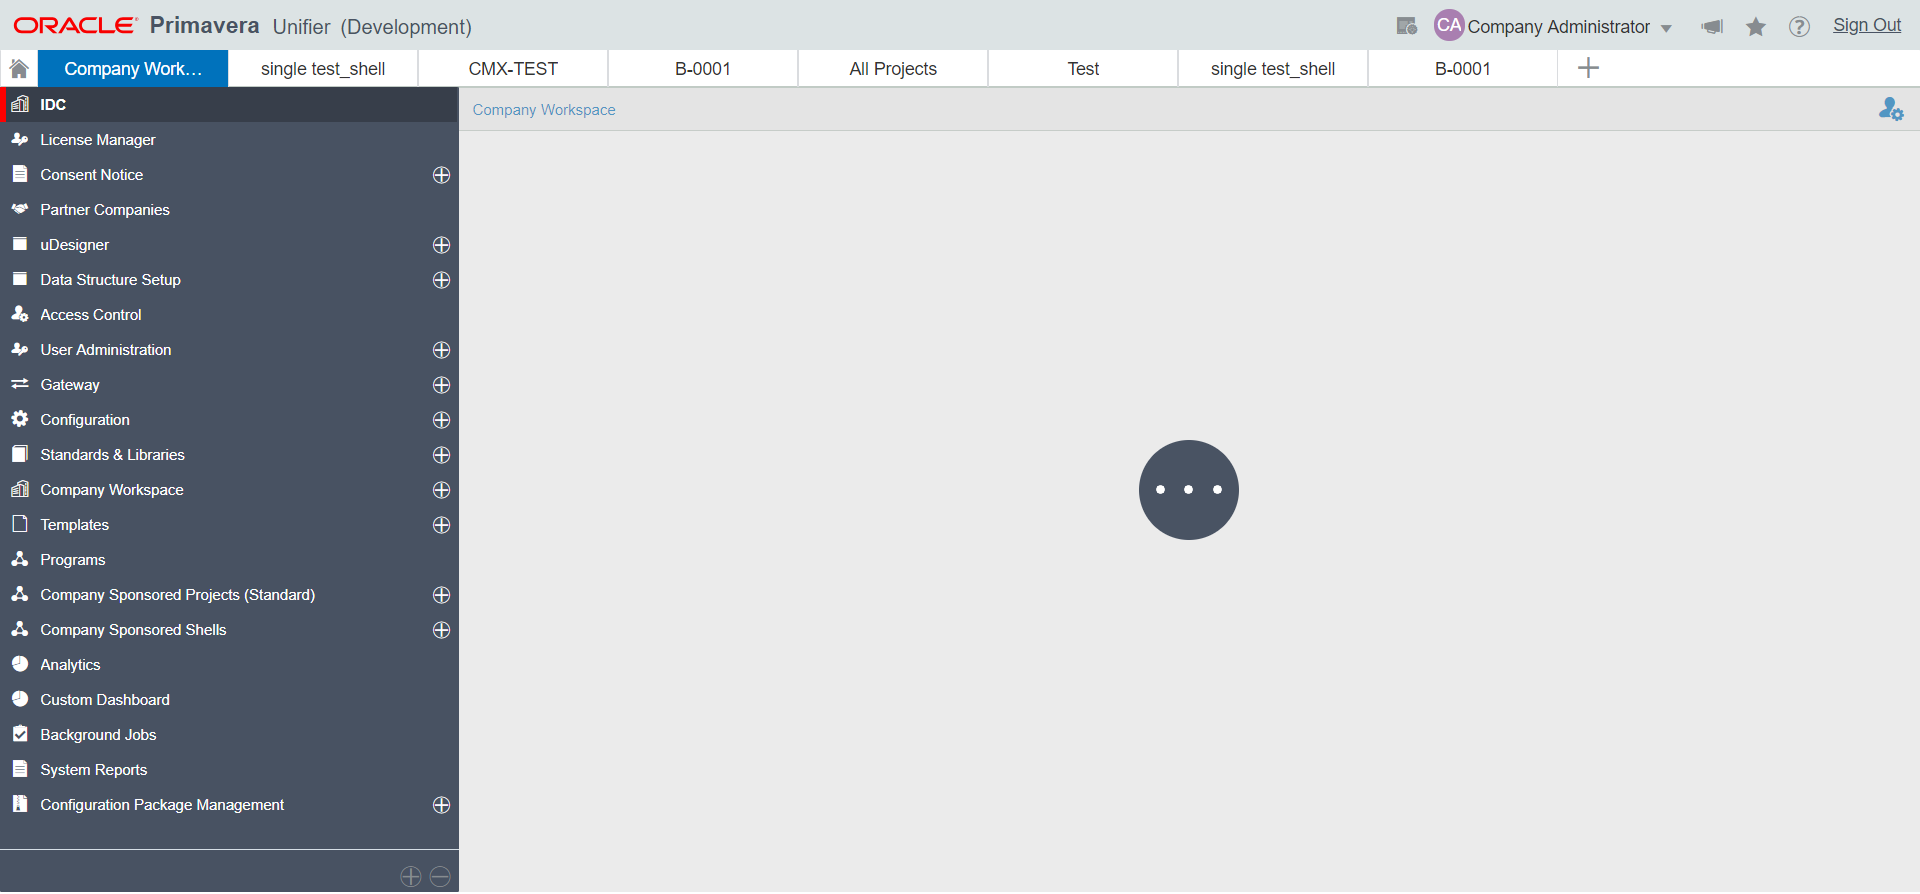 ORACLE Primavera Unifier (Development)
CA Company Administrator
? Sign Out
Company Work...
single test_shell
CMX-TEST
B-0001
All Projects
Test
single test_shell
B-0001
IDC
Company Workspace
License Manager
Consent Notice
Partner Companies
uDesigner
Data Structure Setup
Access Control
User Administration
Gateway
Configuration
Standards & Libraries
Company Workspace
Templates
Programs
Company Sponsored Projects (Standard)
Company Sponsored Shells
Analytics
Custom Dashboard
Background Jobs
System Reports
Configuration Package Management